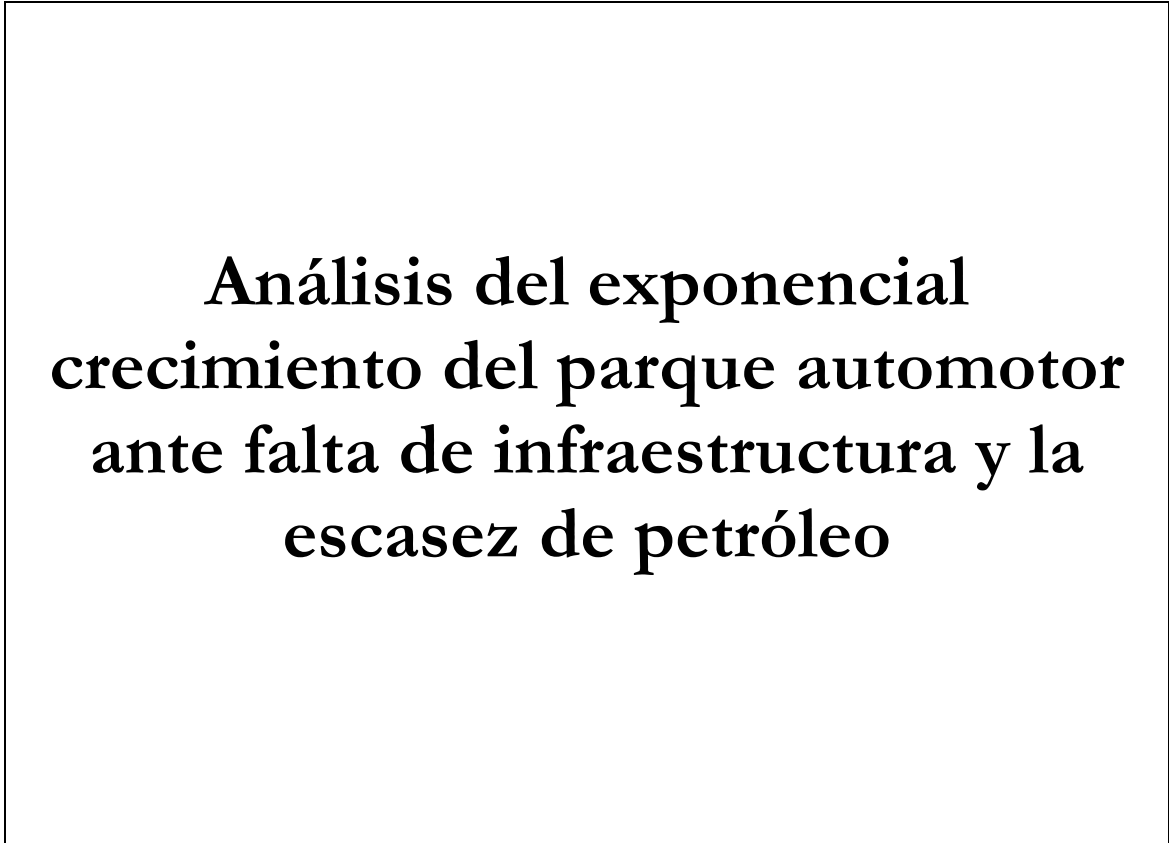 Análisis del exponencial
crecimiento del parque automotor
ante falta de infraestructura y la
escasez de petróleo